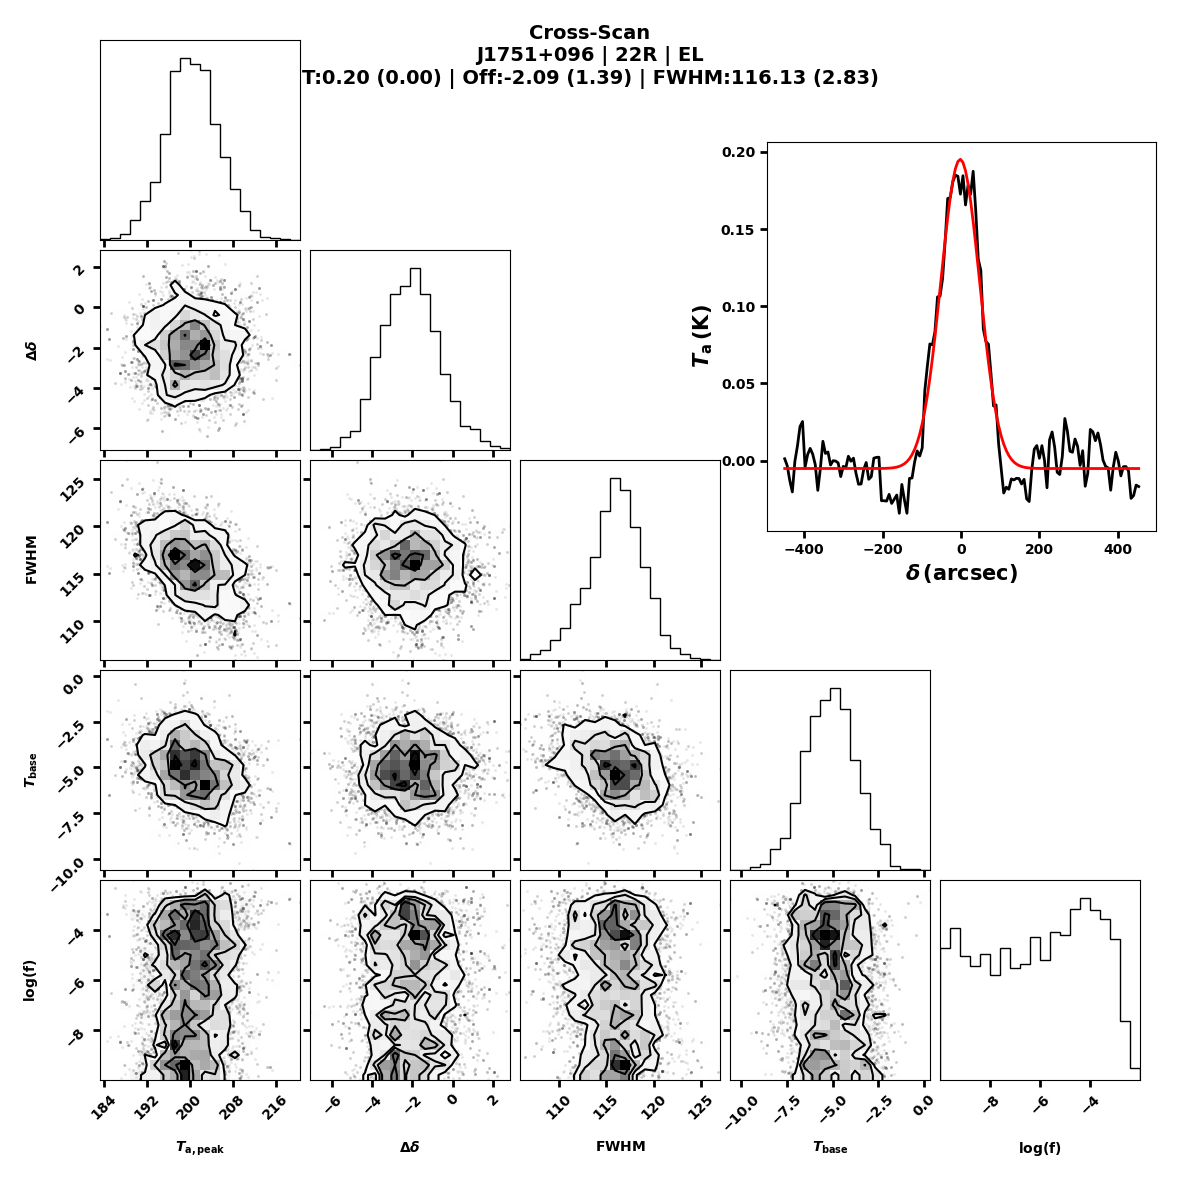 Cross-Scan
J1751+096 | 22R | EL
T:0.20 (0.00) | Off:-2.09 (1.39) | FWHM:116.13 (2.83)
0.20
0.15
0.10
0.05
0.00
T_a (K)
−400 −200 0 200 400
δ (arcsec)
2
0
−2
−4
−6
Δδ
125
120
115
110
FWHM
0.0
−2.5
−5.0
−7.5
−10.0
T_base
−4
−6
−8
log(f)
184 192 200 208 216
−6 −4 −2 0 2
110 115 120 125
−10.0 −7.5 −5.0 −2.5 0.0
−8 −6 −4
T_a,peak Δδ FWHM T_base log(f)